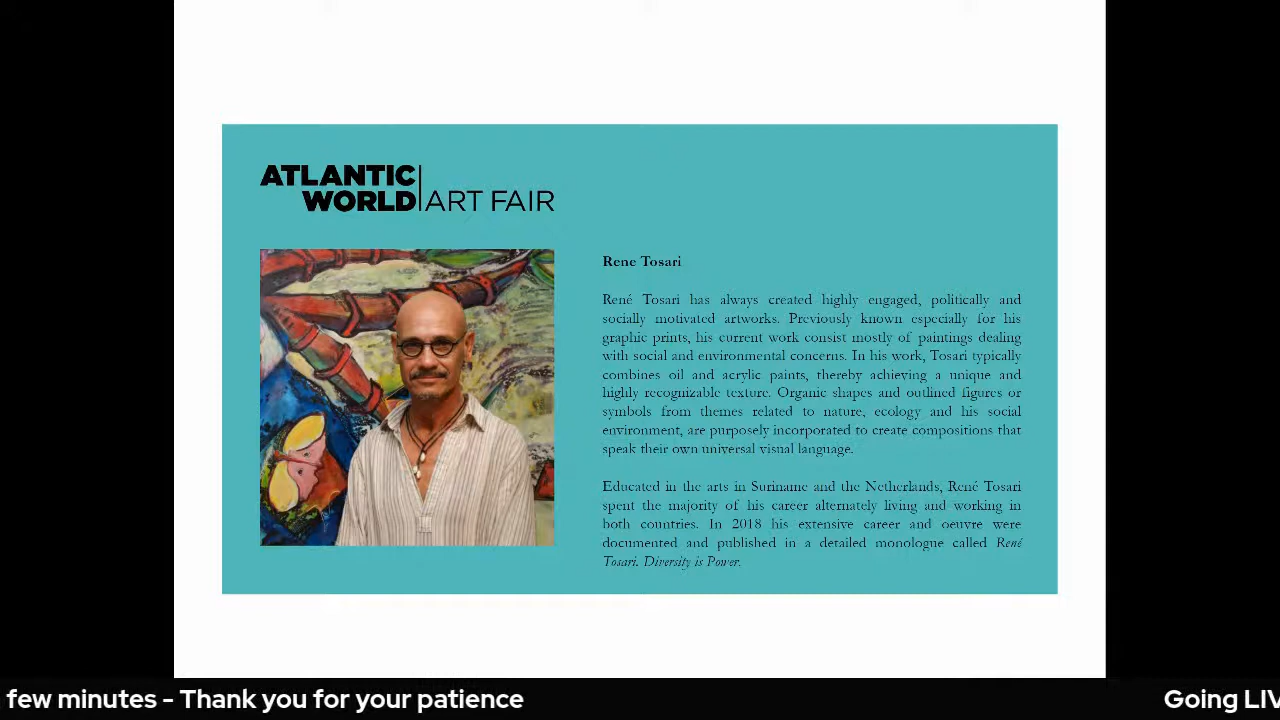 ATLANTIC
WORLD ART FAIR
Rene Tosari
René Tosari has always created highly engaged, politically and
socially motivated artworks. Previously known especially for his
graphic prints, his current work consist mostly of paintings dealing
with social and environmental concerns. In his work, Tosari typically
combines oil and acrylic paints, thereby achieving a unique and
highly recognizable texture. Organic shapes and outlined figures or
symbols from themes related to nature, ecology and his social
environment, are purposely incorporated to create compositions that
speak their own universal visual language.
Educated in the arts in Suriname and the Netherlands, René Tosari
spent the majority of his career alternately living and working in
both countries. In 2018 his extensive career and oeuvre were
documented and published in a detailed monologue called René
Tosari. Diversity is Power.
few minutes - Thank you for your patience
Going LIV